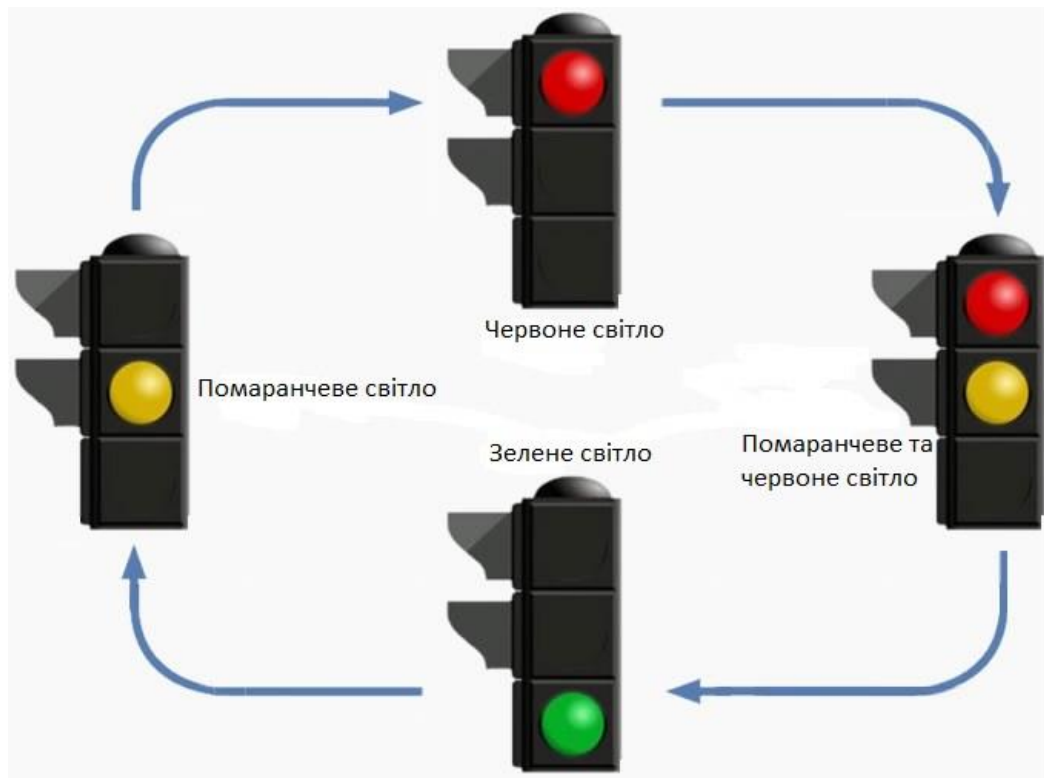 Червоне світло
Помаранчеве світло
Зелене світло
Помаранчеве та
червоне світло